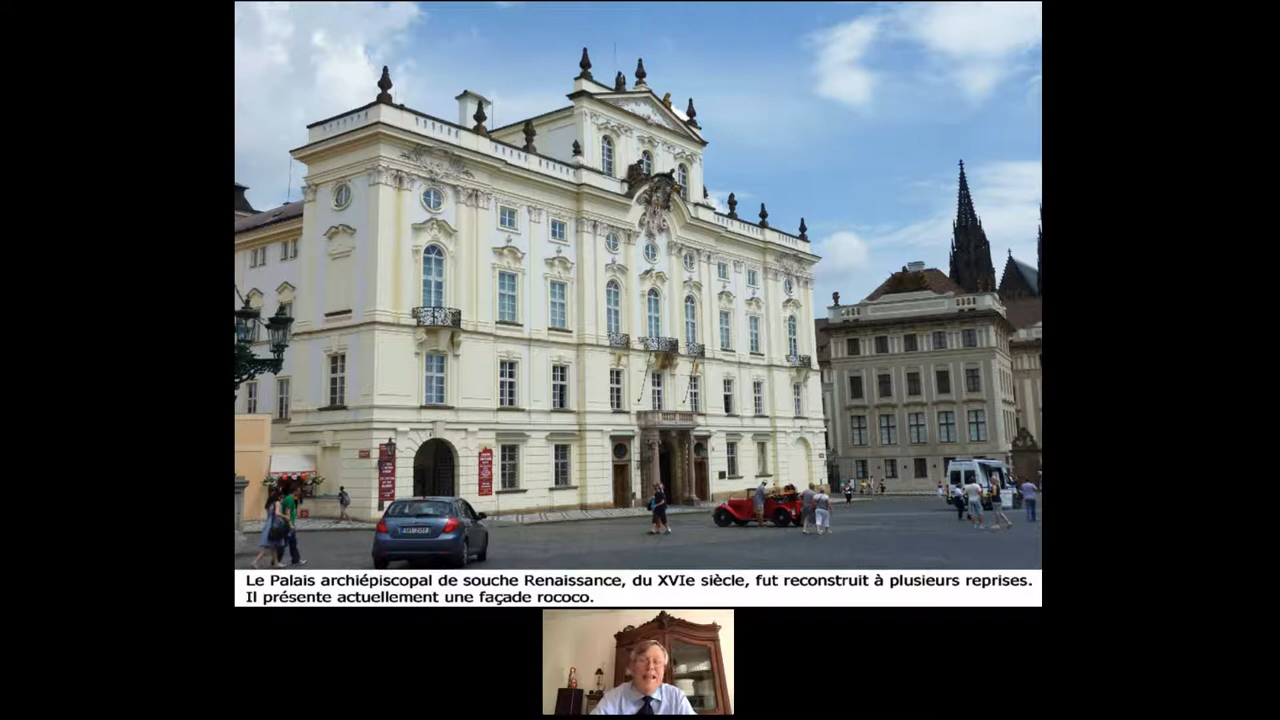 Le Palais archiépiscopal de souche Renaissance, du XVIe siècle, fut reconstruit à plusieurs reprises.
Il présente actuellement une façade rococo.